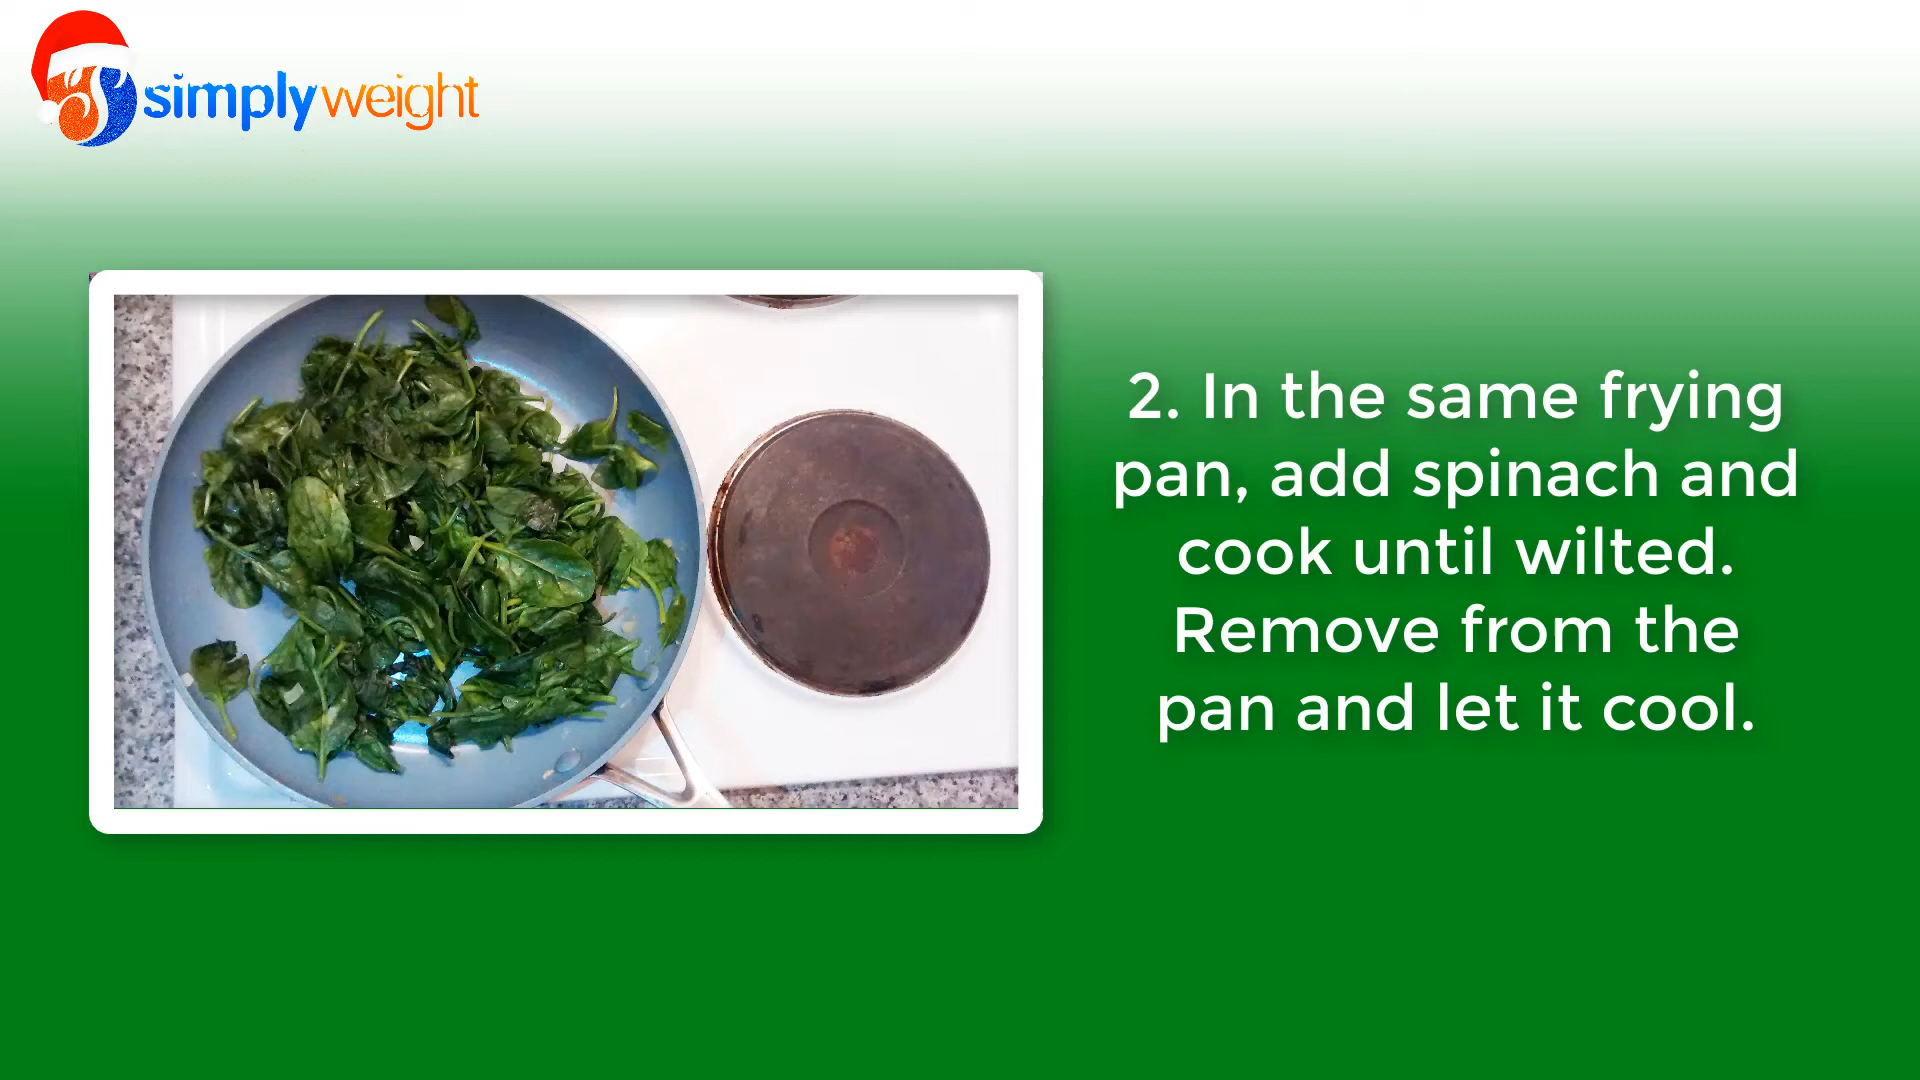 simplyweight
2. In the same frying
pan, add spinach and
cook until wilted.
Remove from the
pan and let it cool.